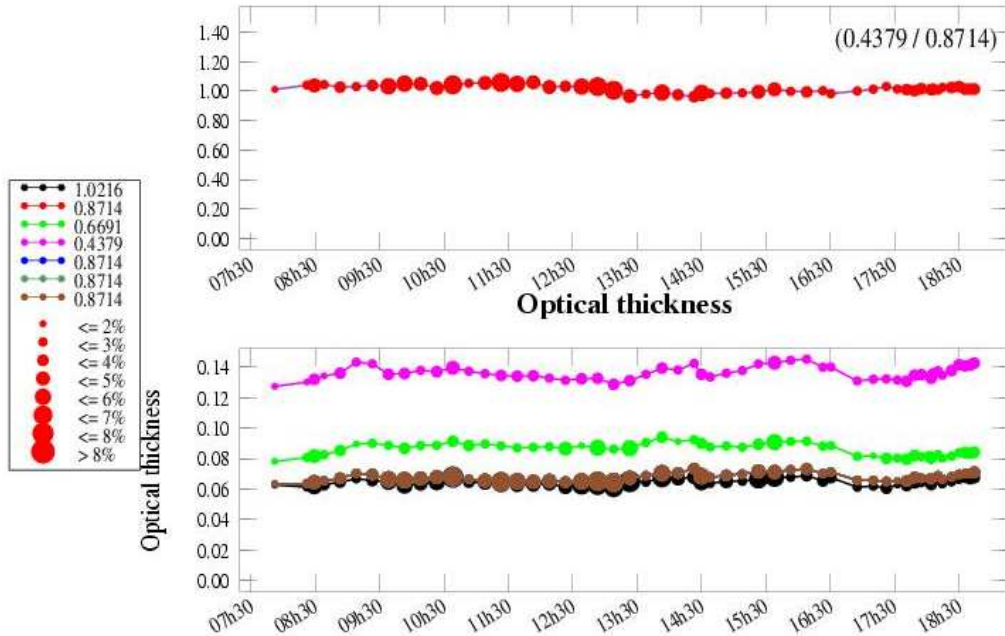 1.40
1.20
1.00
0.80
0.60
0.40
0.20
0.00
(0.4379 / 0.8714)
07h30
08h30
09h30
10h30
11h30
12h30
13h30
14h30
15h30
16h30
17h30
18h30
1.0216
0.8714
0.6691
0.4379
0.8714
0.8714
0.8714
<= 2%
<= 3%
<= 4%
<= 5%
<= 6%
<= 7%
<= 8%
> 8%
Optical thickness
Optical thickness
0.14
0.12
0.10
0.08
0.06
0.04
0.02
0.00
07h30
08h30
09h30
10h30
11h30
12h30
13h30
14h30
15h30
16h30
17h30
18h30